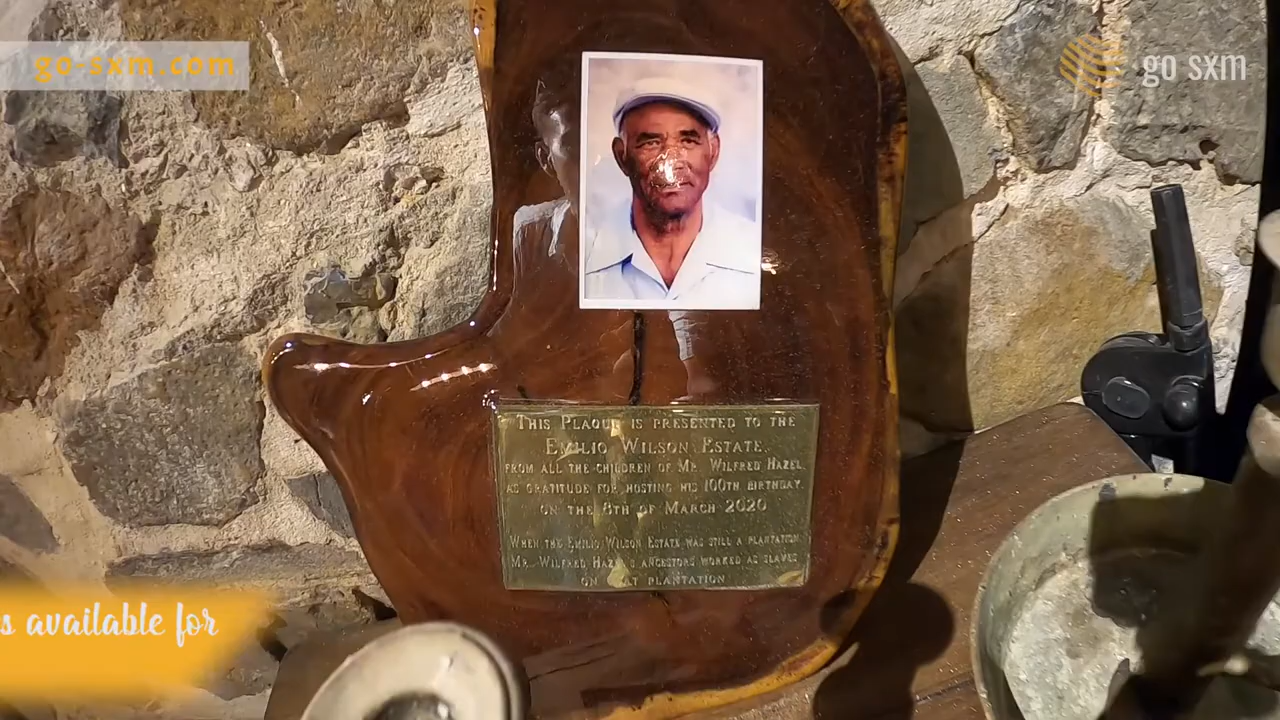 go-sxm.com
go sxm
THIS PLAQUE IS PRESENTED TO THE
EMILIO WILSON ESTATE.
FROM ALL THE CHILDREN OF MR. WILFRED HAZEL.
AS GRATITUDE FOR HOSTING HIS 100TH BIRTHDAY.
ON THE 8TH OF MARCH 2020
WHEN THE EMILIO WILSON ESTATE WAS STILL A PLANTATION
MR. WILFRED HAZEL'S ANCESTORS WORKED AS SLAVES
ON THAT PLANTATION
s available for